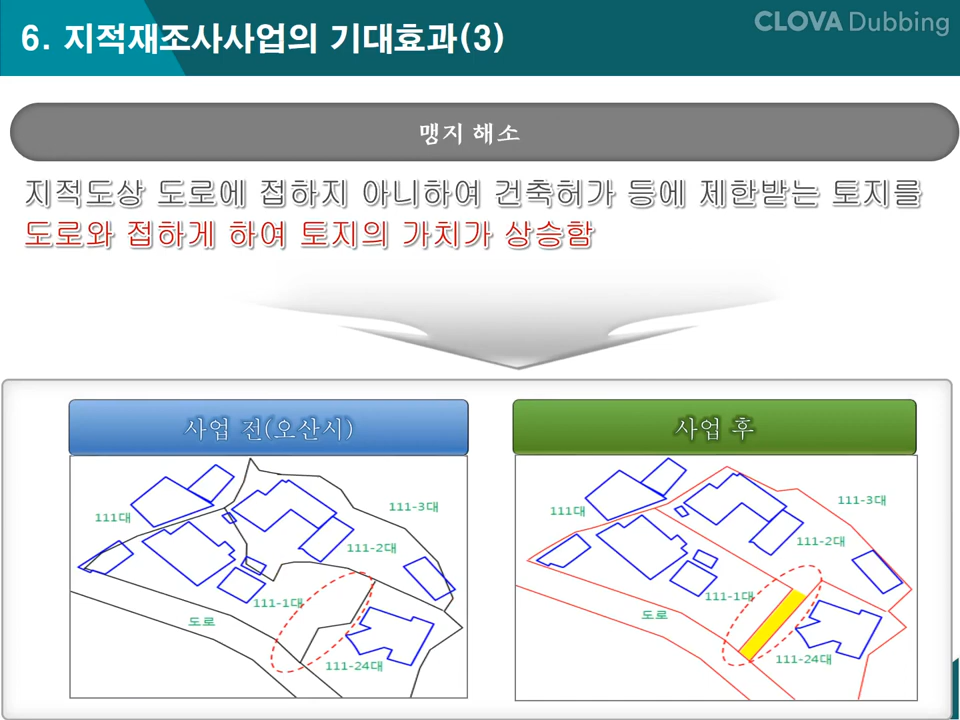 6. 지적재조사사업의 기대효과(3)
CLOVA Dubbing
맹지 해소
지적도상 도로에 접하지 아니하여 건축허가 등에 제한받는 토지를
도로와 접하게 하여 토지의 가치가 상승함
사업 전(오산시)
111대
111-3대
111-2대
111-1대
도로
111-24대
사업 후
111대
111-3대
111-2대
111-1대
도로
111-24대